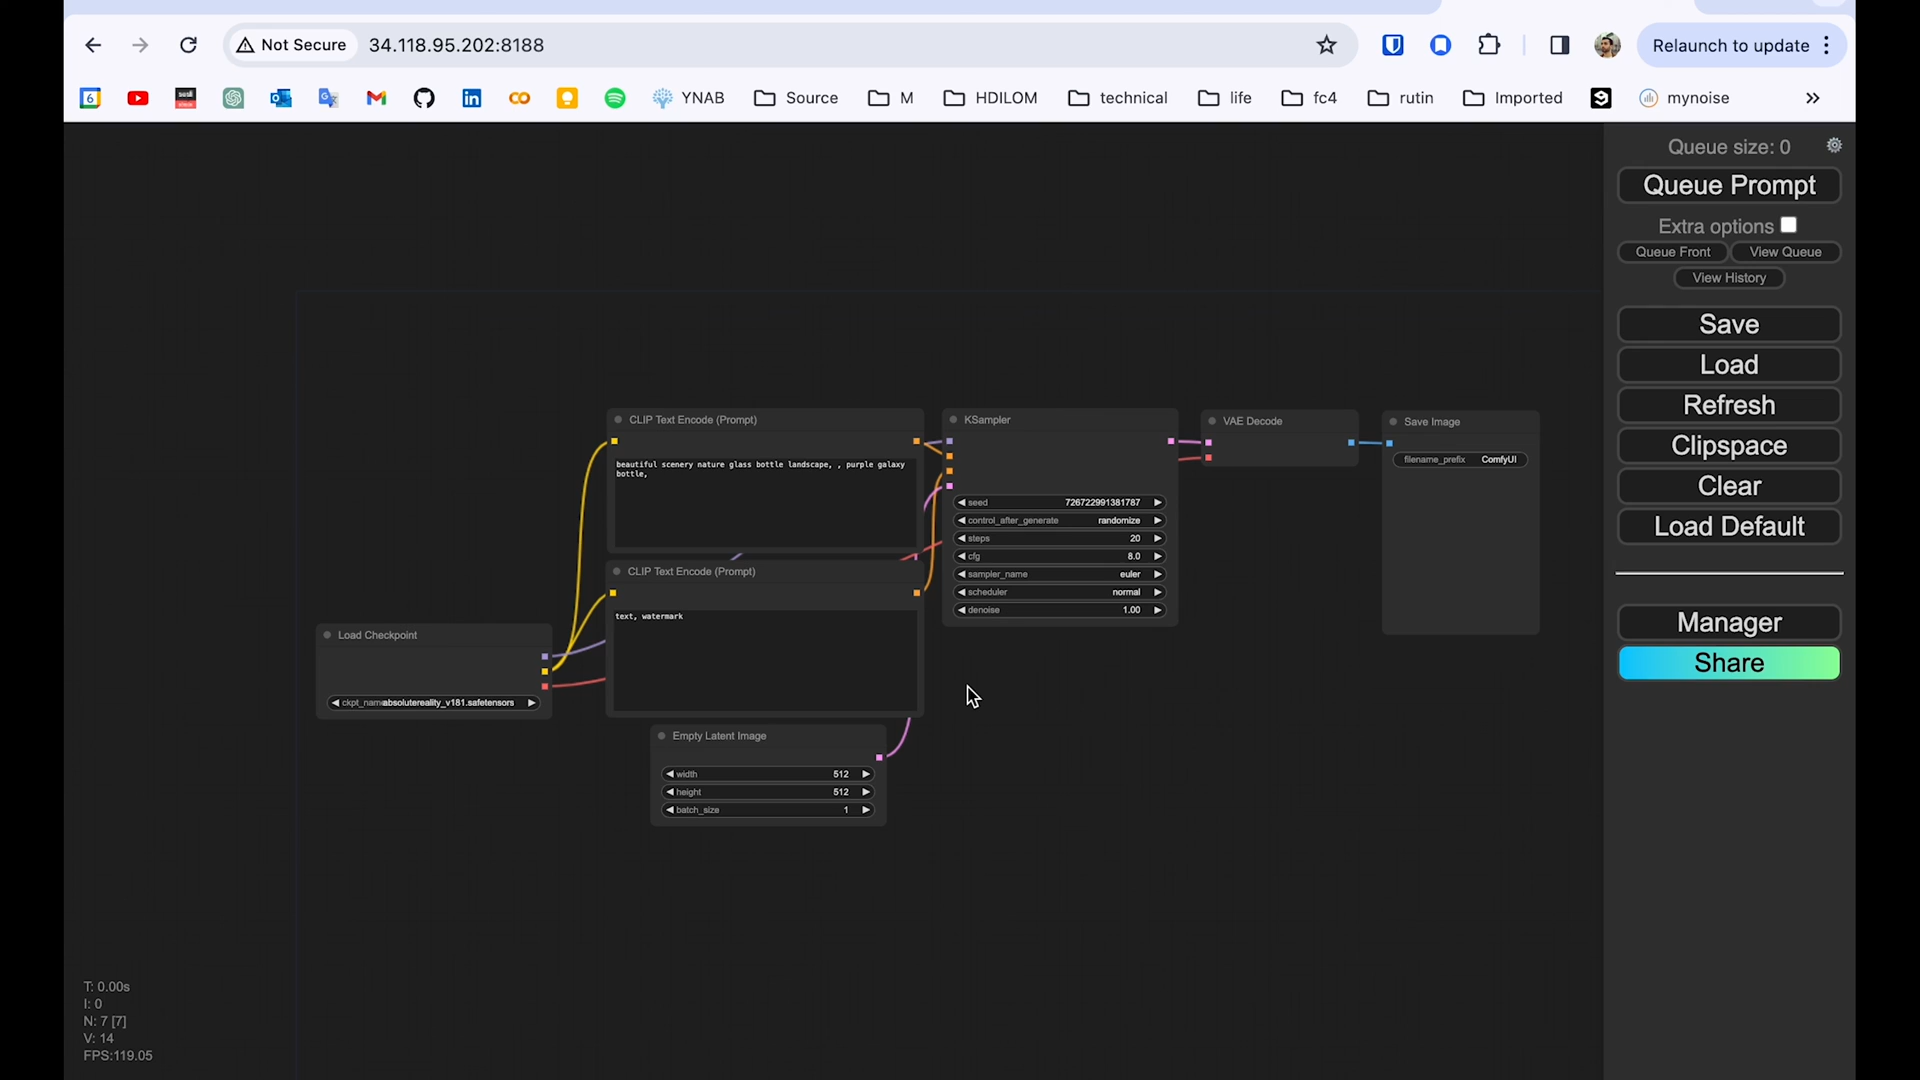 Not Secure 34.118.95.202:8188 Relaunch to update
6 YNAB Source M HDILOM technical life fc4 rutin Imported mynoise
Queue size: 0
Queue Prompt
Extra options
Queue Front View Queue
View History
Save
Load
Refresh
Clipspace
Clear
Load Default
Manager
Share
CLIP Text Encode (Prompt)
beautiful scenery nature glass bottle landscape, , purple galaxy
bottle,
CLIP Text Encode (Prompt)
text, watermark
Load Checkpoint
ckpt_name absolutereality_v181.safetensors
Empty Latent Image
width 512
height 512
batch_size 1
KSampler
seed 726722991381787
control_after_generate randomize
steps 20
cfg 8.0
sampler_name euler
scheduler normal
denoise 1.00
VAE Decode
Save Image
filename_prefix ComfyUI
T: 0.00s
I: 0
N: 7 [7]
V: 14
FPS:119.05